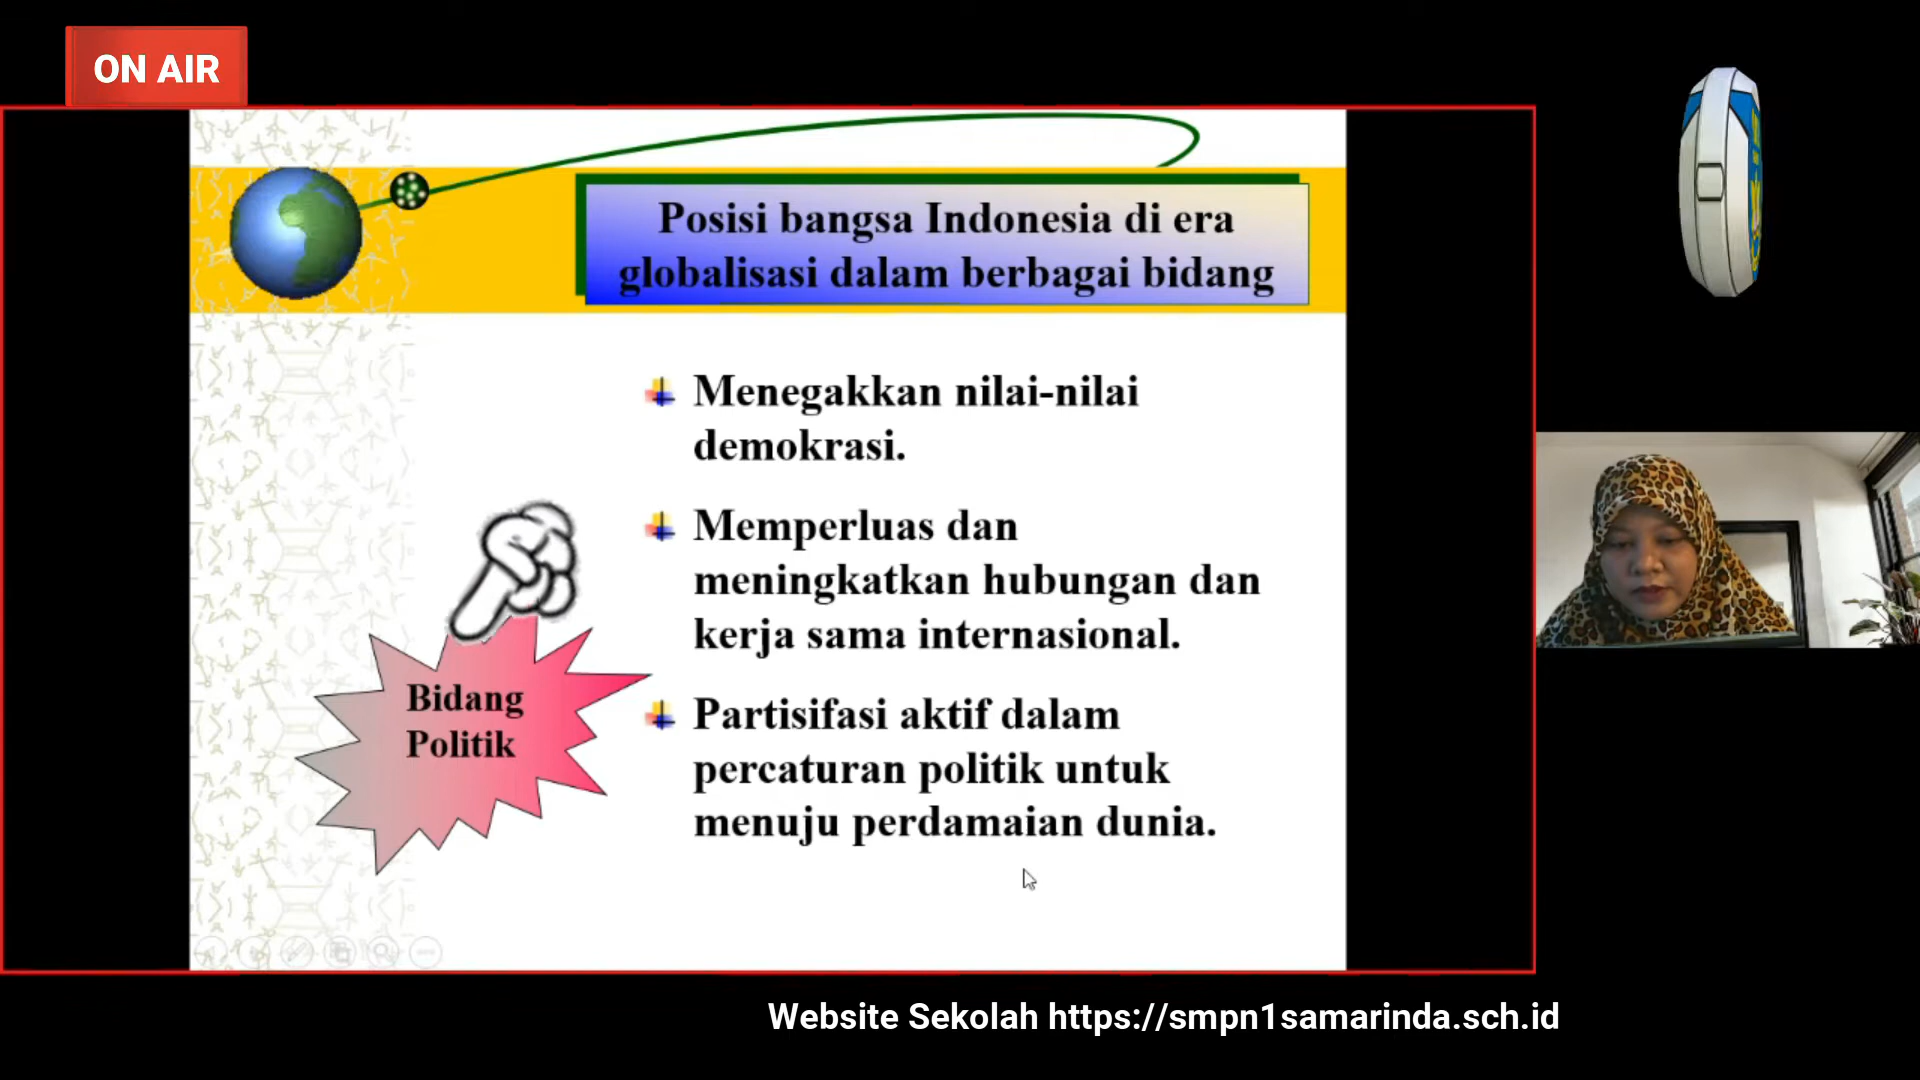 ON AIR
Posisi bangsa Indonesia di era
globalisasi dalam berbagai bidang
Menegakkan nilai-nilai
demokrasi.
Memperluas dan
meningkatkan hubungan dan
kerja sama internasional.
Bidang
Politik
Partisifasi aktif dalam
percaturan politik untuk
menuju perdamaian dunia.
Website Sekolah https://smpn1samarinda.sch.id